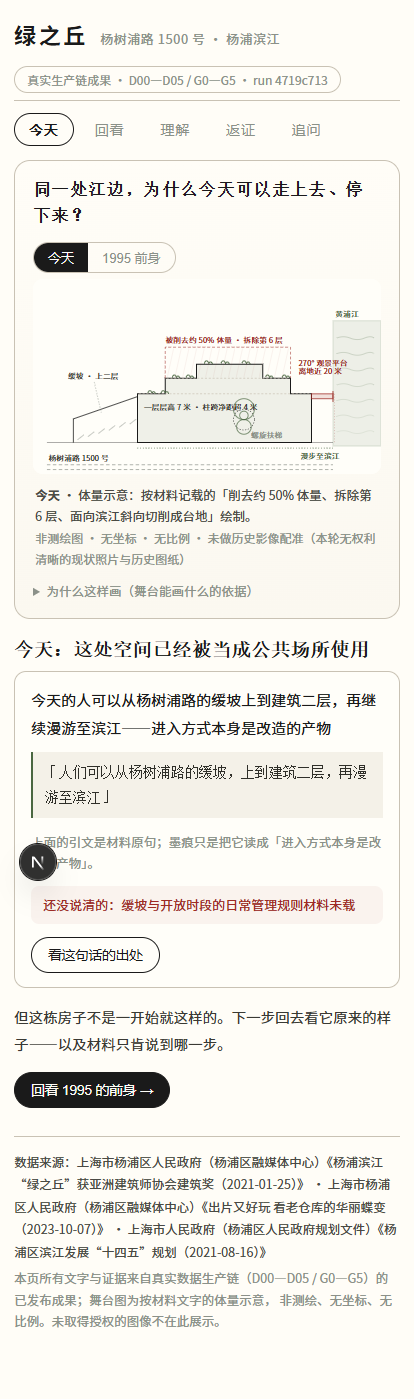 绿之丘
杨树浦路 1500 号 · 杨浦滨江
真实生产链成果 · D00—D05 / G0—G5 · run 4719c713
今天
回看
理解
返证
追问
同一处江边，为什么今天可以走上去、停
下来？
今天
1995 前身
黄浦江
被削去约 50% 体量 · 拆除第 6 层
270° 观景平台
离地近 20 米
缓坡 · 上二层
一层层高 7 米 · 柱跨净距超 4 米
螺旋扶梯
杨树浦路 1500 号
漫步至滨江
今天 · 体量示意：按材料记载的「削去约 50% 体量、拆除第
6 层、面向滨江斜向切削成台地」绘制。
非测绘图 · 无坐标 · 无比例 · 未做历史影像配准（本轮无权利
清晰的现状照片与历史图纸）
▶ 为什么这样画（舞台能画什么的依据）
今天：这处空间已经被当成公共场所使用
今天的人可以从杨树浦路的缓坡上到建筑二层，再继
续漫游至滨江——进入方式本身是改造的产物
「人们可以从杨树浦路的缓坡，上到建筑二层，再漫
游至滨江」
上面的引文是材料原句；墨痕只是把它读成「进入方式本身是改
产物」。
N
还没说清的：缓坡与开放时段的日常管理规则材料未载
看这句话的出处
但这栋房子不是一开始就这样的。下一步回去看它原来的样
子——以及材料只肯说到哪一步。
回看 1995 的前身 →
数据来源：上海市杨浦区人民政府（杨浦区融媒体中心）《杨浦滨江
“绿之丘”获亚洲建筑师协会建筑奖（2021-01-25）》 · 上海市杨浦
区人民政府（杨浦区融媒体中心）《出片又好玩 看老仓库的华丽蝶变
（2023-10-07）》 · 上海市人民政府（杨浦区人民政府规划文件）《杨
浦区滨江发展“十四五”规划（2021-08-16）》
本页所有文字与证据来自真实数据生产链（D00—D05 / G0—G5）的
已发布成果；舞台图为按材料文字的体量示意， 非测绘、无坐标、无
比例。未取得授权的图像不在此展示。